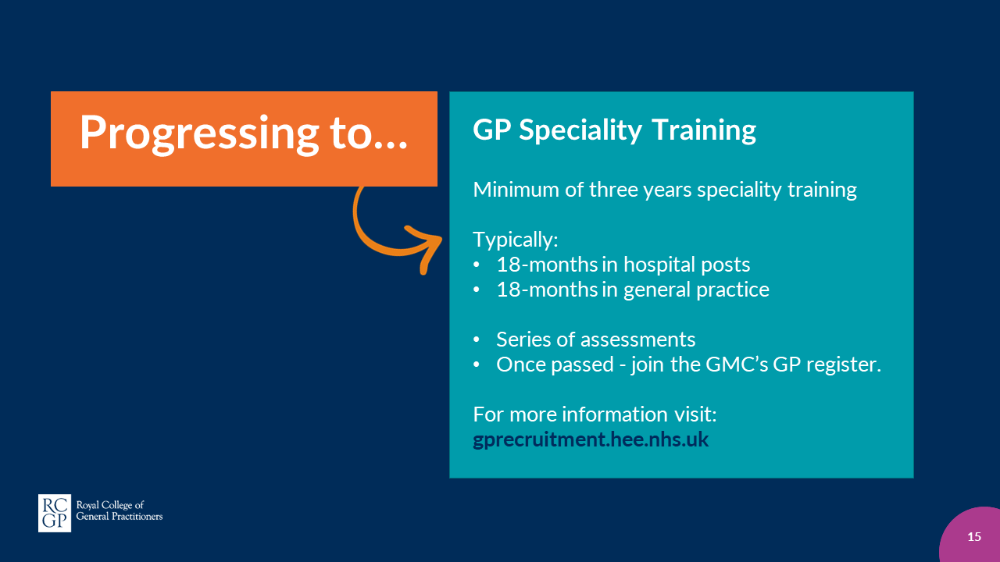 Progressing to...
GP Speciality Training
Minimum of three years speciality training
Typically:
• 18-months in hospital posts
• 18-months in general practice
• Series of assessments
• Once passed - join the GMC’s GP register.
For more information visit:
gprecruitment.hee.nhs.uk
RC
GP
Royal College of
General Practitioners
15